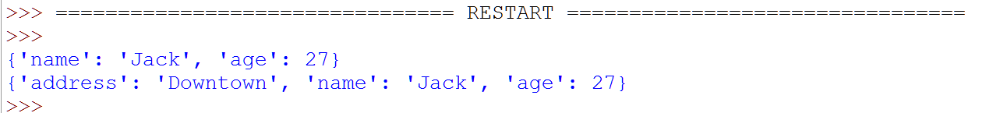 >>> ================================ RESTART ================================
>>>
{'name': 'Jack', 'age': 27}
{'address': 'Downtown', 'name': 'Jack', 'age': 27}
>>>